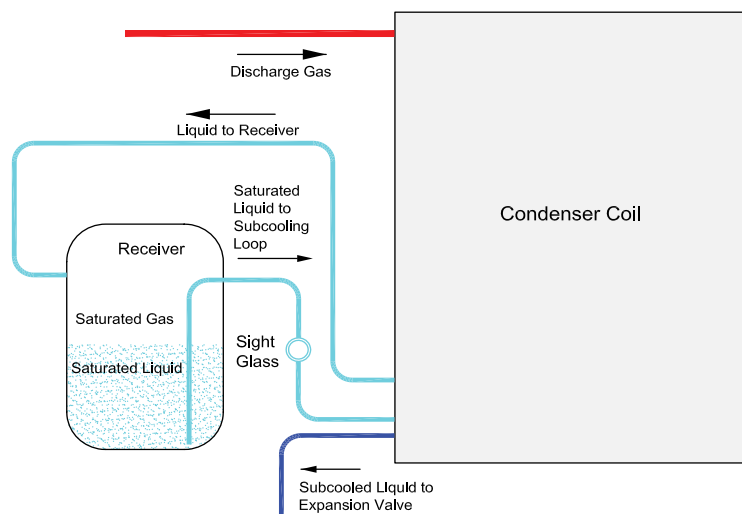 Discharge Gas
Liquid to Receiver
Saturated
Liquid to
Subcooling
Loop
Condenser Coil
Receiver
Saturated Gas
Sight
Glass
Saturated Liquid
Subcooled Liquid to
Expansion Valve